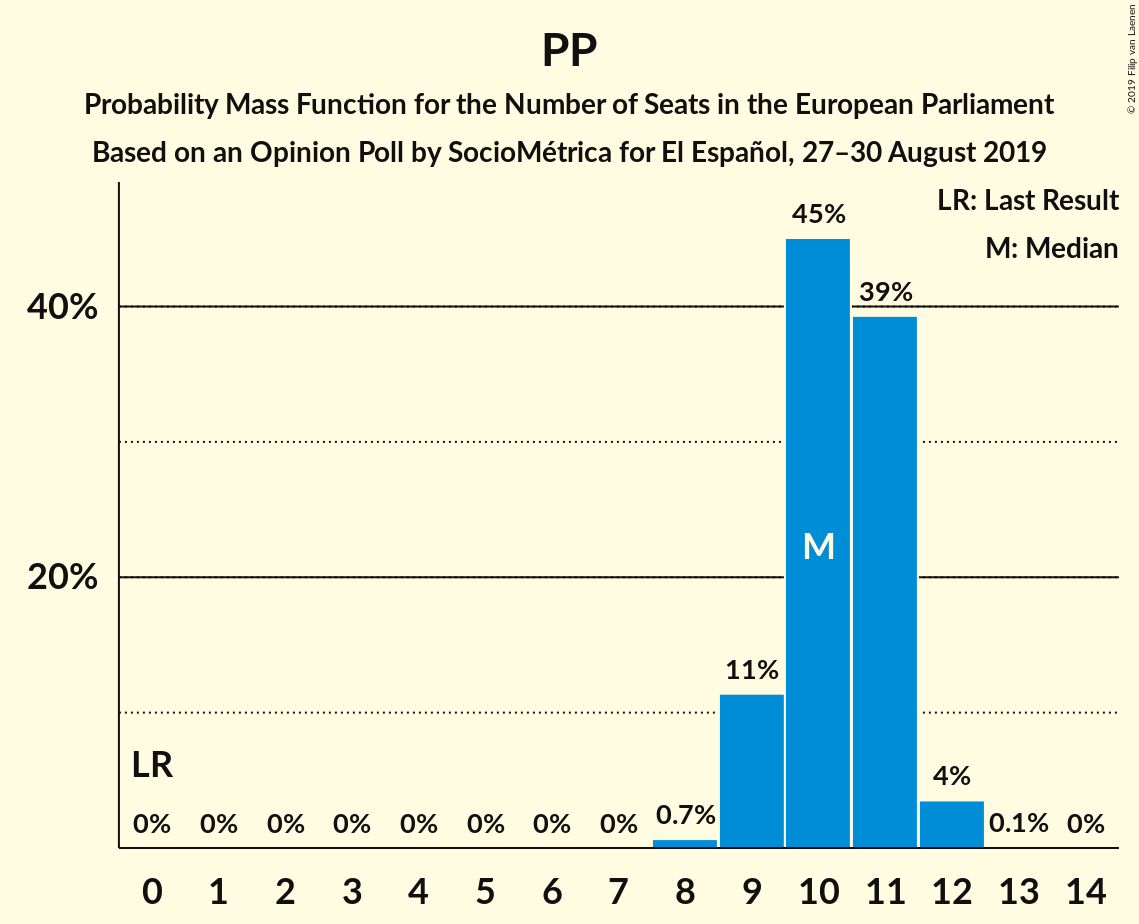 PP
Probability Mass Function for the Number of Seats in the European Parliament
Based on an Opinion Poll by SocioMétrica for El Español, 27–30 August 2019
© 2019 Filip van Laenen
LR: Last Result
M: Median
45%
40%
39%
M
20%
11%
LR
4%
0% 0% 0% 0% 0% 0% 0% 0% 0.7% 0.1% 0%
0 1 2 3 4 5 6 7 8 9 10 11 12 13 14